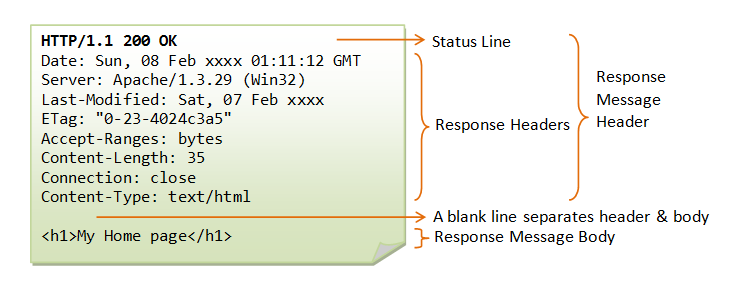 HTTP/1.1 200 OK
Date: Sun, 08 Feb xxxx 01:11:12 GMT
Server: Apache/1.3.29 (Win32)
Last-Modified: Sat, 07 Feb xxxx
ETag: "0-23-4024c3a5"
Accept-Ranges: bytes
Content-Length: 35
Connection: close
Content-Type: text/html
<h1>My Home page</h1>
Status Line
Response Headers
Response
Message
Header
A blank line separates header & body
Response Message Body